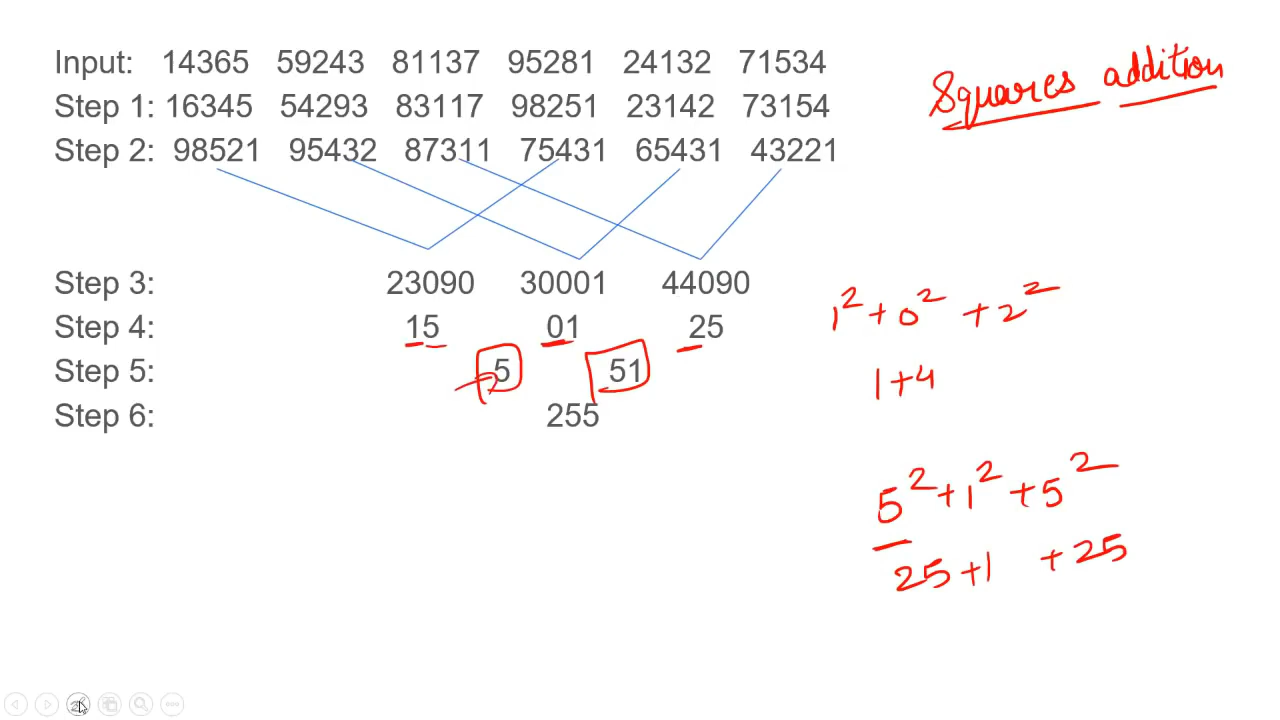 Input: 14365 59243 81137 95281 24132 71534
Step 1: 16345 54293 83117 98251 23142 73154
Step 2: 98521 95432 87311 75431 65431 43221
Step 3: 23090 30001 44090
Step 4: 15 01 25
Step 5: 5 51
Step 6: 255
Squares addition
1² + 0² + 2²
1 + 4
5² + 1² + 5²
25 + 1 + 25